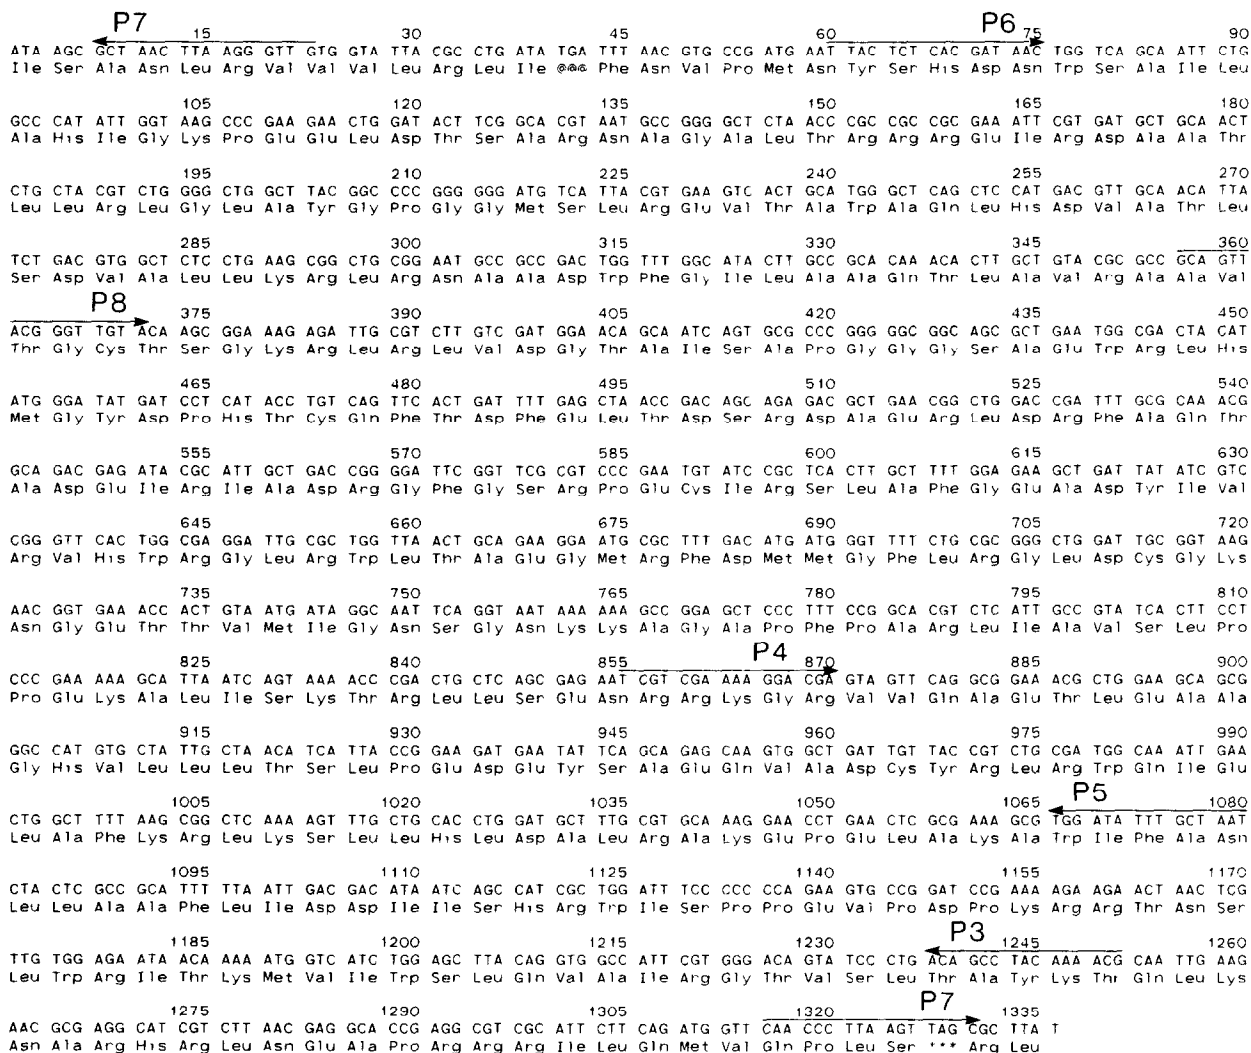 P7 P6
15 30 45 60 75 90
ATA AGC GCT AAC TTA AGG GTT GTG GTA TTA CGC CTG ATA TGA TTT AAC GTG CCG ATG AAT TAC TCT CAC GAT AAC TGG TCA GCA ATT CTG
Ile Ser Ala Asn Leu Arg Val Val Val Leu Arg Leu Ile @@@ Phe Asn Val Pro Met Asn Tyr Ser His Asp Asn Trp Ser Ala Ile Leu
105 120 135 150 165 180
GCC CAT ATT GGT AAG CCC GAA GAA CTG GAT ACT TCG GCA CGT AAT GCC GGG GCT CTA ACC CGC CGC CGC GAA ATT CGT GAT GCT GCA ACT
Ala His Ile Gly Lys Pro Glu Glu Leu Asp Thr Ser Ala Arg Asn Ala Gly Ala Leu Thr Arg Arg Arg Glu Ile Arg Asp Ala Ala Thr
195 210 225 240 255 270
CTG CTA CGT CTG GGG CTG GCT TAC GGC CCC GGG GGG ATG TCA TTA CGT GAA GTC ACT GCA TGG GCT CAG CTC CAT GAC GTT GCA ACA TTA
Leu Leu Arg Leu Gly Leu Ala Tyr Gly Pro Gly Gly Met Ser Leu Arg Glu Val Thr Ala Trp Ala Gln Leu His Asp Val Ala Thr Leu
285 300 315 330 345 360
TCT GAC GTG GCT CTC CTG AAG CGG CTG CGG AAT GCC GCC GAC TGG TTT GGC ATA CTT GCC GCA CAA ACA CTT GCT GTA CGC GCC GCA GTT
Ser Asp Val Ala Leu Leu Lys Arg Leu Arg Asn Ala Ala Asp Trp Phe Gly Ile Leu Ala Ala Gln Thr Leu Ala Val Arg Ala Ala Val
P8
375 390 405 420 435 450
ACG GGT TGT ACA AGC GGA AAG AGA TTG CGT CTT GTC GAT GGA ACA GCA ATC AGT GCG CCC GGG GGC GGC AGC GCT GAA TGG CGA CTA CAT
Thr Gly Cys Thr Ser Gly Lys Arg Leu Arg Leu Val Asp Gly Thr Ala Ile Ser Ala Pro Gly Gly Gly Ser Ala Glu Trp Arg Leu His
465 480 495 510 525 540
ATG GGA TAT GAT CCT CAT ACC TGT CAG TTC ACT GAT TTT GAG CTA ACC GAC AGC AGA GAC GCT GAA CGG CTG GAC CGA TTT GCG CAA ACG
Met Gly Tyr Asp Pro His Thr Cys Gln Phe Thr Asp Phe Glu Leu Thr Asp Ser Arg Asp Ala Glu Arg Leu Asp Arg Phe Ala Gln Thr
555 570 585 600 615 630
GCA GAC GAG ATA CGC ATT GCT GAC CGG GGA TTC GGT TCG CGT CCC GAA TGT ATC CGC TCA CTT GCT TTT GGA GAA GCT GAT TAT ATC GTC
Ala Asp Glu Ile Arg Ile Ala Asp Arg Gly Phe Gly Ser Arg Pro Glu Cys Ile Arg Ser Leu Ala Phe Gly Glu Ala Asp Tyr Ile Val
645 660 675 690 705 720
CGG GTT CAC TGG CGA GGA TTG CGC TGG TTA ACT GCA GAA GGA ATG CGC TTT GAC ATG ATG GGT TTT CTG CGC GGG CTG GAT TGC GGT AAG
Arg Val His Trp Arg Gly Leu Arg Trp Leu Thr Ala Glu Gly Met Arg Phe Asp Met Met Gly Phe Leu Arg Gly Leu Asp Cys Gly Lys
735 750 765 780 795 810
AAC GGT GAA ACC ACT GTA ATG ATA GGC AAT TCA GGT AAT AAA AAA GCC GGA GCT CCC TTT CCG GCA CGT CTC ATT GCC GTA TCA CTT CCT
Asn Gly Glu Thr Thr Val Met Ile Gly Asn Ser Gly Asn Lys Lys Ala Gly Ala Pro Phe Pro Ala Arg Leu Ile Ala Val Ser Leu Pro
P4
825 840 855 870 885 900
CCC GAA AAA GCA TTA ATC AGT AAA ACC CGA CTG CTC AGC GAG AAT CGT CGA AAA GGA CGA GTA GTT CAG GCG GAA ACG CTG GAA GCA GCG
Pro Glu Lys Ala Leu Ile Ser Lys Thr Arg Leu Leu Ser Glu Asn Arg Arg Lys Gly Arg Val Val Gln Ala Glu Thr Leu Glu Ala Ala
915 930 945 960 975 990
GGC CAT GTG CTA TTG CTA ACA TCA TTA CCG GAA GAT GAA TAT TCA GCA GAG CAA GTG GCT GAT TGT TAC CGT CTG CGA TGG CAA ATT GAA
Gly His Val Leu Leu Leu Thr Ser Leu Pro Glu Asp Glu Tyr Ser Ala Glu Gln Val Ala Asp Cys Tyr Arg Leu Arg Trp Gln Ile Glu
P5
1005 1020 1035 1050 1065 1080
CTG GCT TTT AAG CGG CTC AAA AGT TTG CTG CAC CTG GAT GCT TTG CGT GCA AAG GAA CCT GAA CTC GCG AAA GCG TGG ATA TTT GCT AAT
Leu Ala Phe Lys Arg Leu Lys Ser Leu Leu His Leu Asp Ala Leu Arg Ala Lys Glu Pro Glu Leu Ala Lys Ala Trp Ile Phe Ala Asn
1095 1110 1125 1140 1155 1170
CTA CTC GCC GCA TTT TTA ATT GAC GAC ATA ATC AGC CAT CGC TGG ATT TCC CCC CCA GAA GTG CCG GAT CCG AAA AGA AGA ACT AAC TCG
Leu Leu Ala Ala Phe Leu Ile Asp Asp Ile Ile Ser His Arg Trp Ile Ser Pro Pro Glu Val Pro Asp Pro Lys Arg Arg Thr Asn Ser
P3
1185 1200 1215 1230 1245 1260
TTG TGG AGA ATA ACA AAA ATG GTC ATC TGG AGC TTA CAG GTG GCC ATT CGT GGG ACA GTA TCC CTG ACA GCC TAC AAA ACG CAA TTG AAG
Leu Trp Arg Ile Thr Lys Met Val Ile Trp Ser Leu Gln Val Ala Ile Arg Gly Thr Val Ser Leu Thr Ala Tyr Lys Thr Gln Leu Lys
P7
1275 1290 1305 1320 1335
AAC GCG AGG CAT CGT CTT AAC GAG GCA CCG AGG CGT CGC ATT CTT CAG ATG GTT CAA CCC TTA AGT TAG CGC TTA T
Asn Ala Arg His Arg Leu Asn Glu Ala Pro Arg Arg Arg Ile Leu Gln Met Val Gln Pro Leu Ser *** Arg Leu